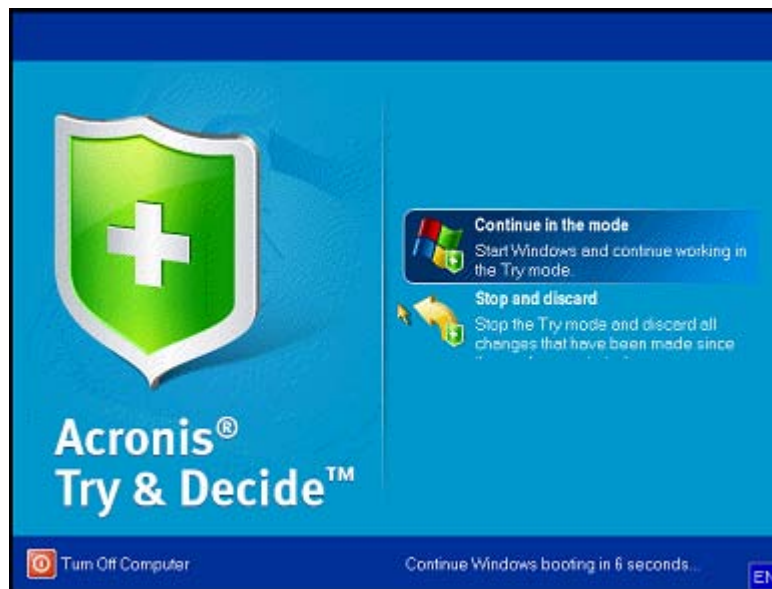 Continue in the mode
Start Windows and continue working in
the Try mode.
Stop and discard
Stop the Try mode and discard all
changes that have been made since
Acronis®
Try & Decide™
Turn Off Computer
Continue Windows booting in 6 seconds...
EN